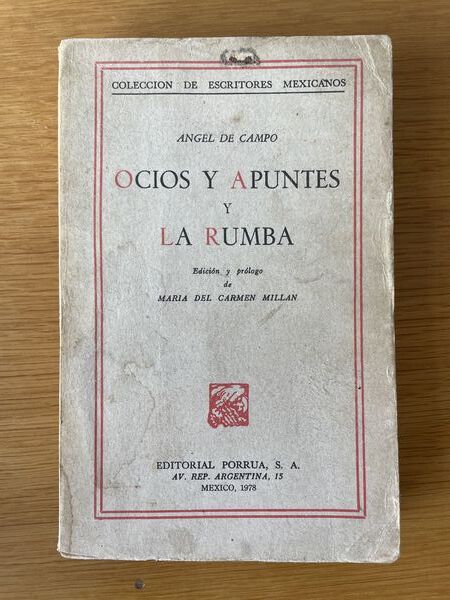 COLECCION DE ESCRITORES MEXICANOS
ANGEL DE CAMPO
OCIOS Y APUNTES
Y
LA RUMBA
Edición y prólogo
de
MARIA DEL CARMEN MILLAN
EDITORIAL PORRUA, S. A.
AV. REP. ARGENTINA, 15
MEXICO, 1978